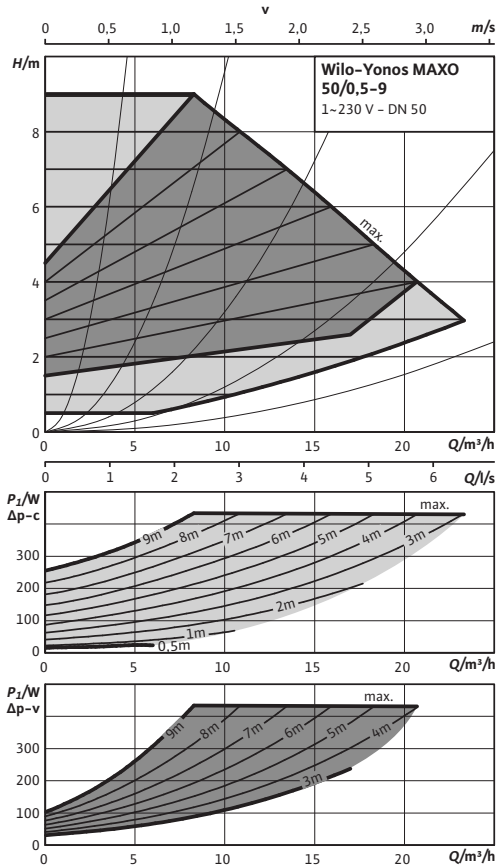 v
0 0,5 1,0 1,5 2,0 2,5 3,0 m/s
H/m
Wilo-Yonos MAXO
50/0,5-9
1~230 V - DN 50
8
6
max.
4
2
0
0 5 10 15 20 Q/m³/h
0 1 2 3 4 5 6 Q/l/s
P₁/W
Δp-c
max.
9m 8m 7m 6m 5m 4m 3m
300
200
2m
100
1m
0,5m
0
0 5 10 15 20 Q/m³/h
P₁/W
Δp-v
max.
9m 8m 7m 6m 5m 4m
300
200
3m
100
0
0 5 10 15 20 Q/m³/h